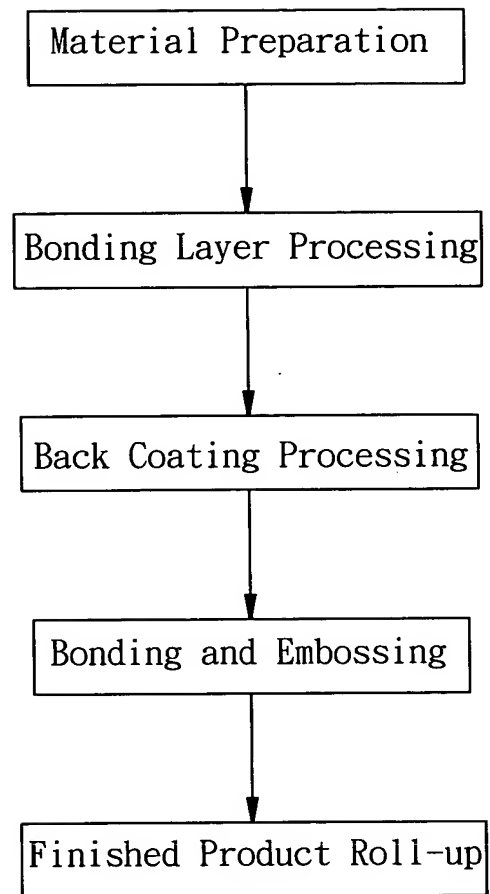 Material Preparation
Bonding Layer Processing
Back Coating Processing
Bonding and Embossing
Finished Product Roll-up